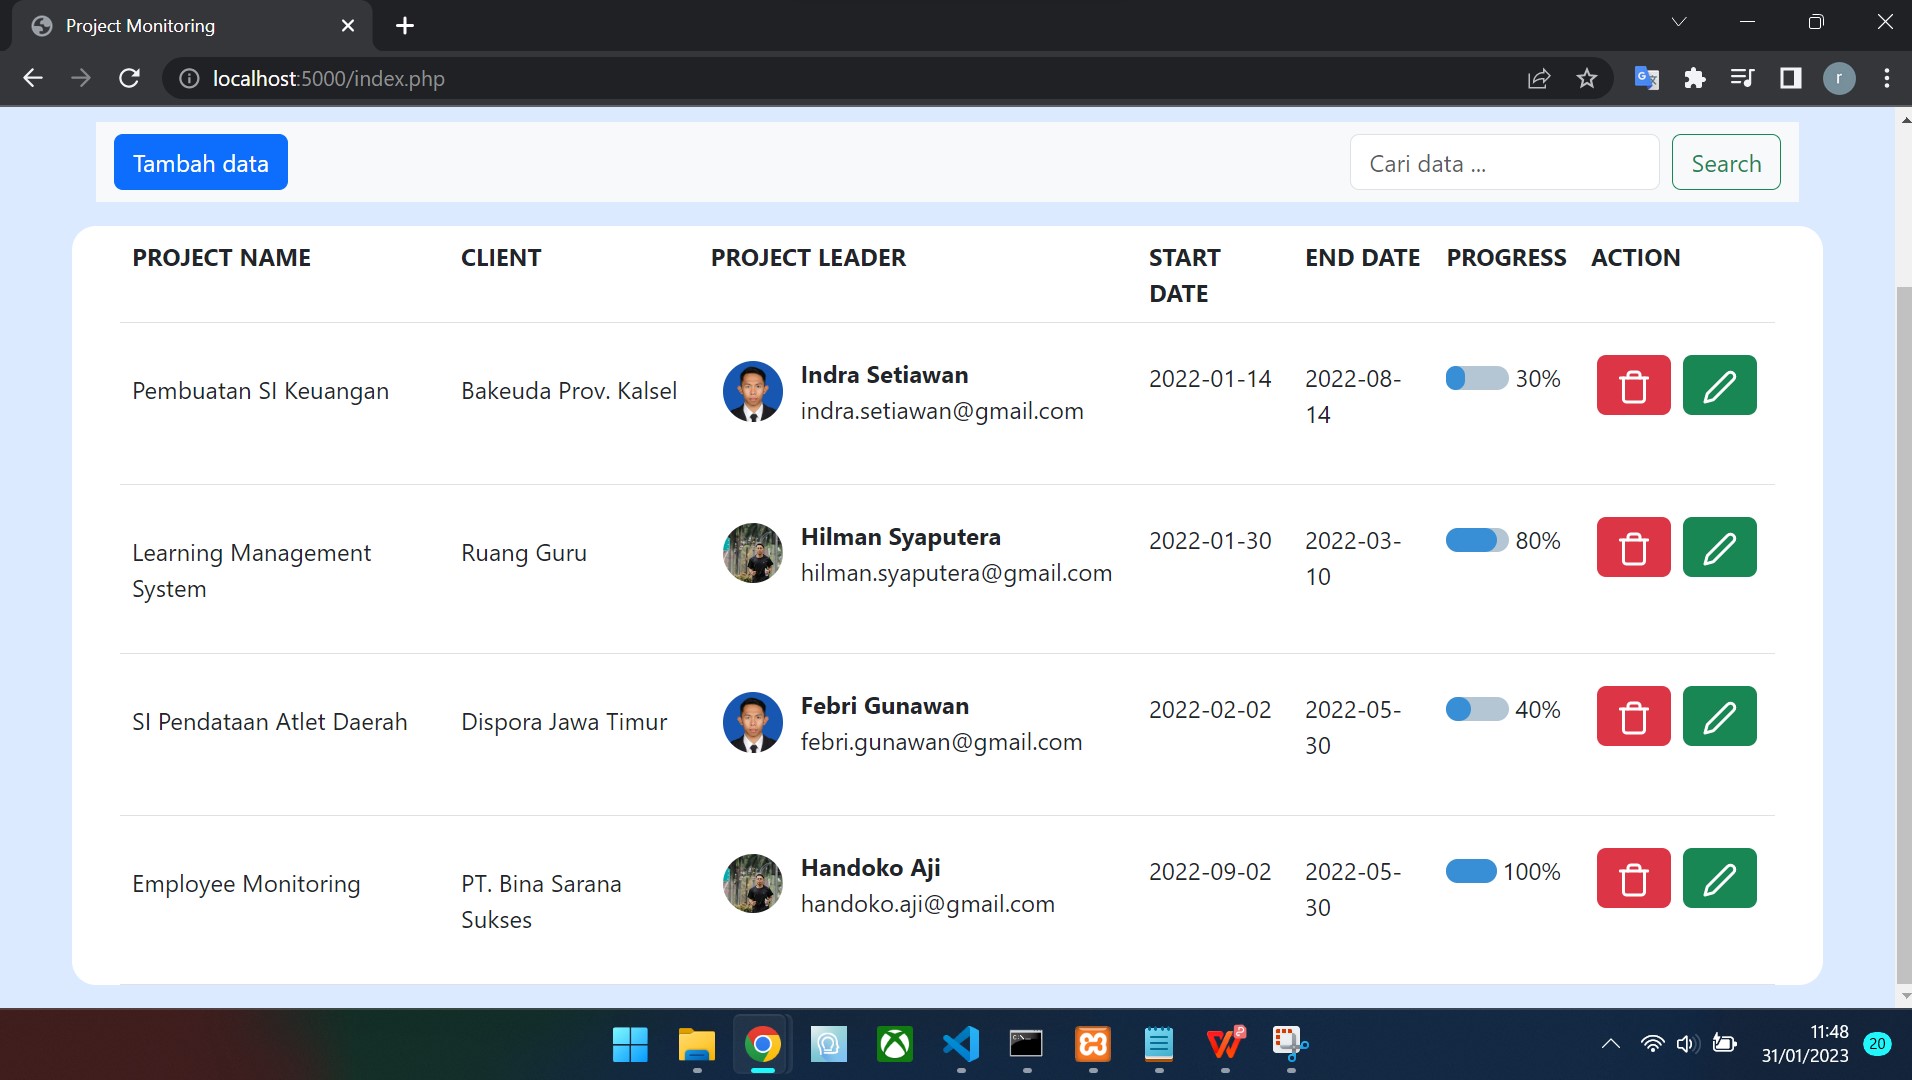 Project Monitoring
localhost:5000/index.php
r
Tambah data
Cari data ...
Search
PROJECT NAME
CLIENT
PROJECT LEADER
START
DATE
END DATE
PROGRESS
ACTION
Pembuatan SI Keuangan
Bakeuda Prov. Kalsel
Indra Setiawan
indra.setiawan@gmail.com
2022-01-14
2022-08-
14
30%
Learning Management
System
Ruang Guru
Hilman Syaputera
hilman.syaputera@gmail.com
2022-01-30
2022-03-
10
80%
SI Pendataan Atlet Daerah
Dispora Jawa Timur
Febri Gunawan
febri.gunawan@gmail.com
2022-02-02
2022-05-
30
40%
Employee Monitoring
PT. Bina Sarana
Sukses
Handoko Aji
handoko.aji@gmail.com
2022-09-02
2022-05-
30
100%
11:48
31/01/2023
20